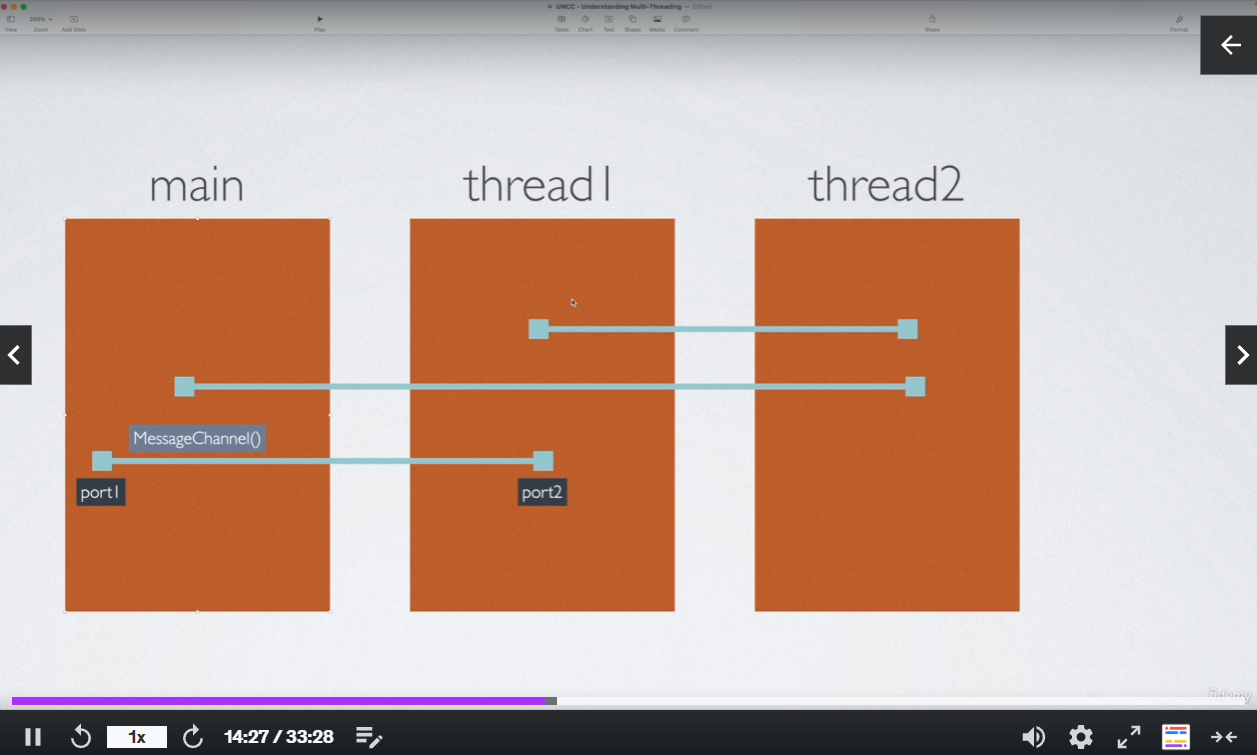 UNCC - Understanding Multi-Threading — Edited
200%
View Zoom Add Slide Play Table Chart Text Shape Media Comment Share Format
main thread1 thread2
MessageChannel()
port1 port2
ûdemy
1x 14:27 / 33:28